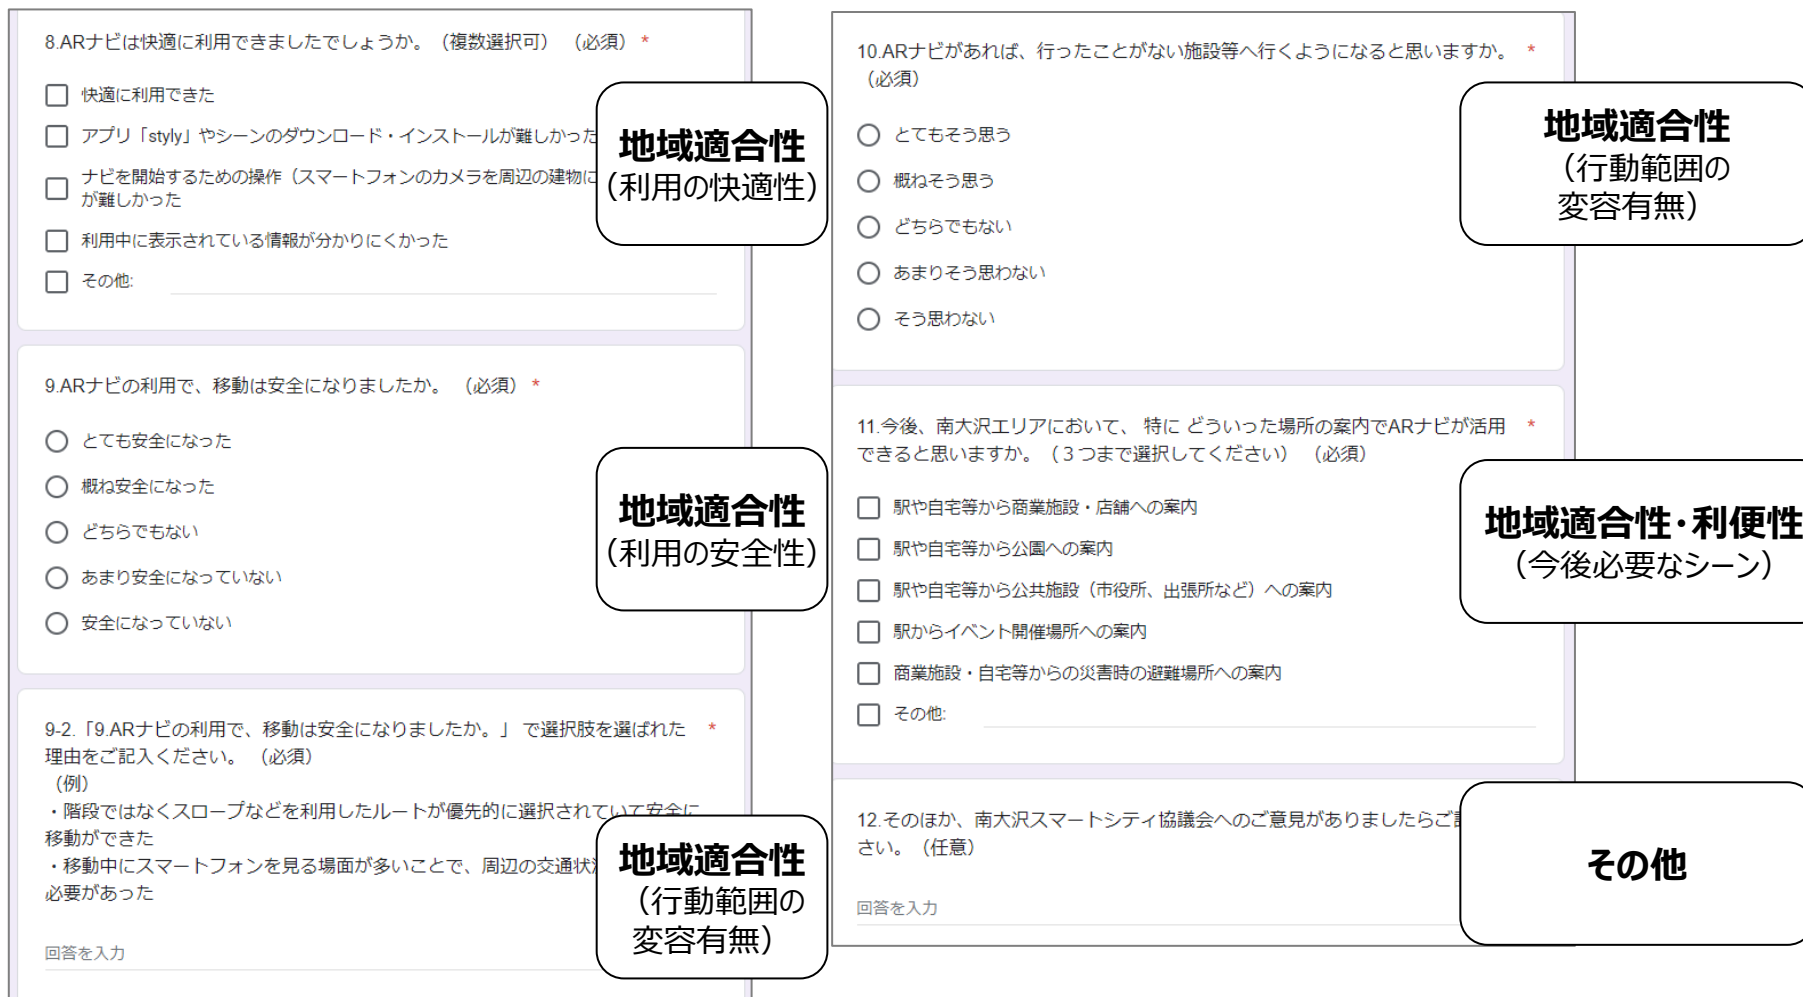 8.ARナビは快適に利用できましたでしょうか。（複数選択可）（必須） *
快適に利用できた
アプリ「styly」やシーンのダウンロード・インストールが難しかった
ナビを開始するための操作（スマートフォンのカメラを周辺の建物に
が難しかった
利用中に表示されている情報が分かりにくかった
その他:
地域適合性
（利用の快適性）
9.ARナビの利用で、移動は安全になりましたか。（必須） *
とても安全になった
概ね安全になった
どちらでもない
あまり安全になっていない
安全になっていない
地域適合性
（利用の安全性）
9-2.「9.ARナビの利用で、移動は安全になりましたか。」 で選択肢を選ばれた *
理由をご記入ください。（必須）
（例）
・階段ではなくスロープなどを利用したルートが優先的に選択されていて安全に
移動ができた
・移動中にスマートフォンを見る場面が多いことで、周辺の交通状
必要があった
回答を入力
地域適合性
（行動範囲の
変容有無）
10.ARナビがあれば、行ったことがない施設等へ行くようになると思いますか。 *
（必須）
とてもそう思う
概ねそう思う
どちらでもない
あまりそう思わない
そう思わない
地域適合性
（行動範囲の
変容有無）
11.今後、南大沢エリアにおいて、 特に どういった場所の案内でARナビが活用 *
できると思いますか。（３つまで選択してください）（必須）
駅や自宅等から商業施設・店舗への案内
駅や自宅等から公園への案内
駅や自宅等から公共施設（市役所、出張所など）への案内
駅からイベント開催場所への案内
商業施設・自宅等からの災害時の避難場所への案内
その他:
地域適合性・利便性
（今後必要なシーン）
12.そのほか、南大沢スマートシティ協議会へのご意見がありましたらご
さい。（任意）
回答を入力
その他